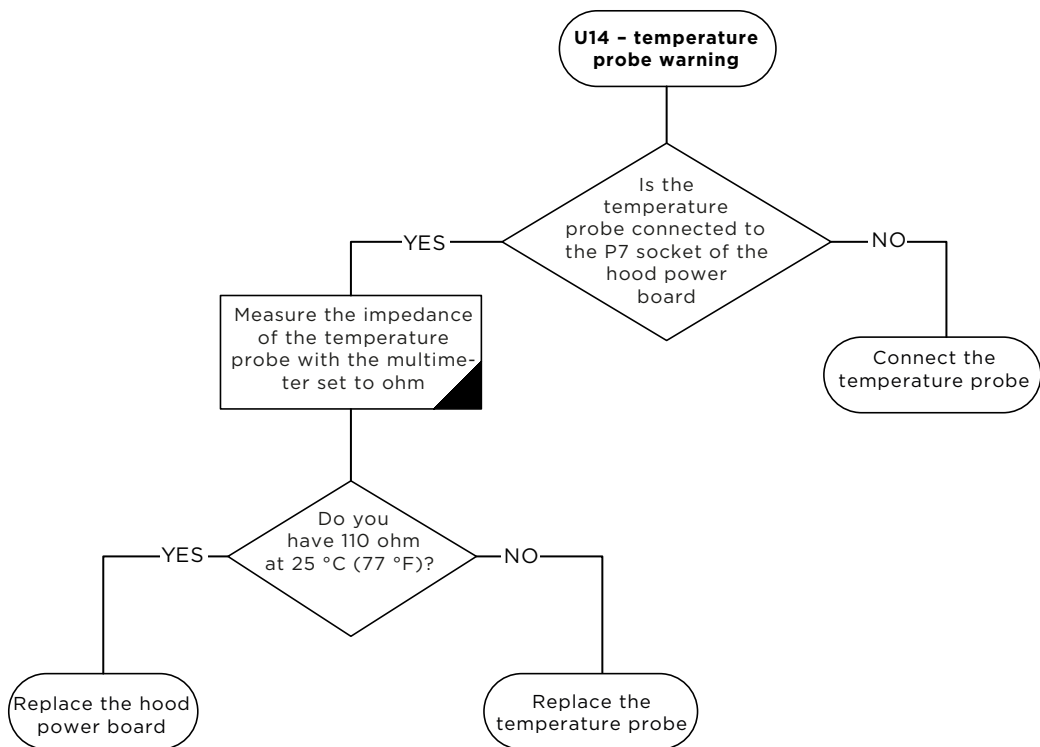 U14 – temperature
probe warning
Is the
temperature
probe connected to
the P7 socket of the
hood power
board
YES
NO
Measure the impedance
of the temperature
probe with the multime-
ter set to ohm
Connect the
temperature probe
Do you
have 110 ohm
at 25 °C (77 °F)?
YES
NO
Replace the hood
power board
Replace the
temperature probe